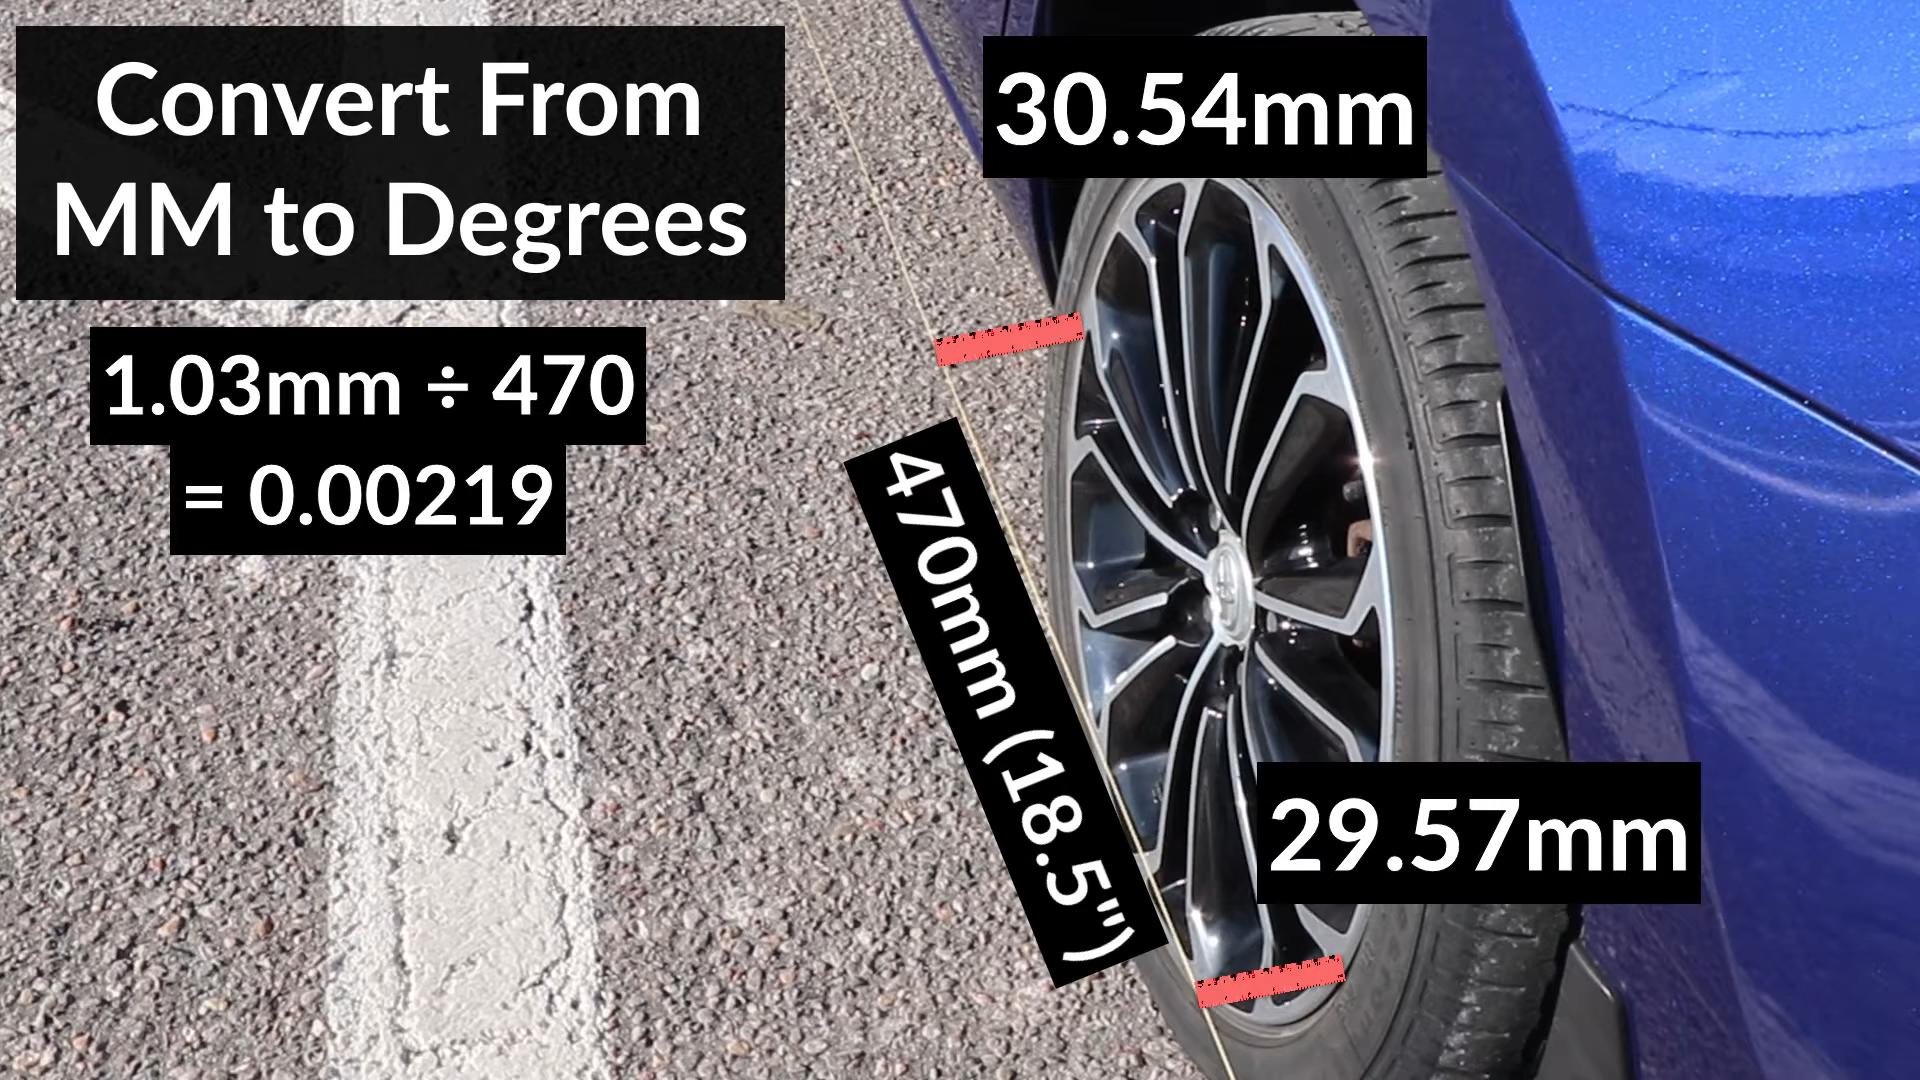 Convert From
MM to Degrees
30.54mm
1.03mm ÷ 470
= 0.00219
470mm (18.5")
29.57mm